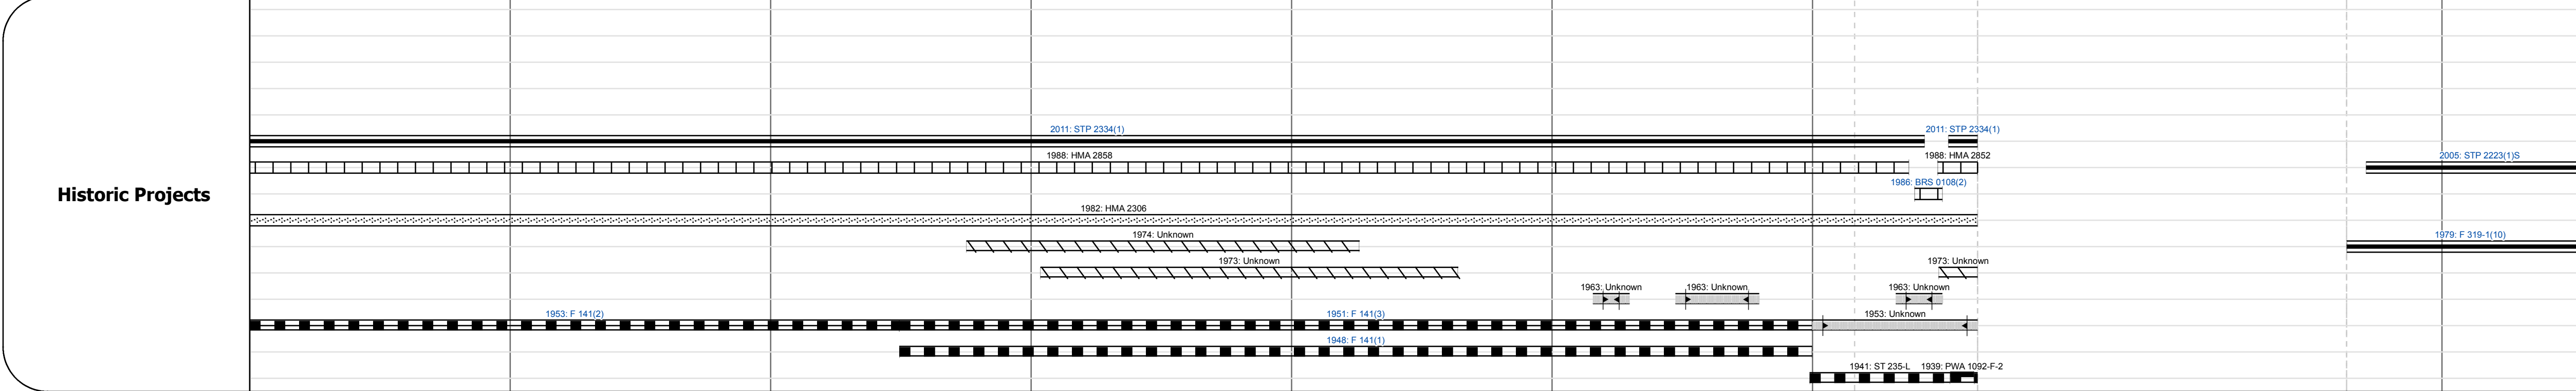 2011: STP 2334(1)
2011: STP 2334(1)
1988: HMA 2858
1988: HMA 2852
2005: STP 2223(1)S
1986: BRS 0108(2)
Historic Projects
1982: HMA 2306
1974: Unknown
1979: F 319-1(10)
1973: Unknown
1973: Unknown
1963: Unknown
1963: Unknown
1963: Unknown
1953: F 141(2)
1951: F 141(3)
1953: Unknown
1948: F 141(1)
1941: ST 235-L
1939: PWA 1092-F-2